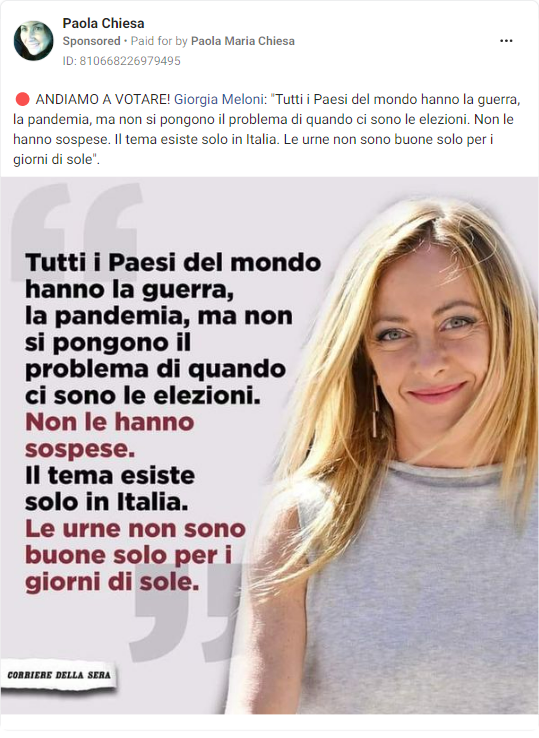 Paola Chiesa
Sponsored • Paid for by Paola Maria Chiesa
ID: 810668226979495
🔴 ANDIAMO A VOTARE! Giorgia Meloni: "Tutti i Paesi del mondo hanno la guerra,
la pandemia, ma non si pongono il problema di quando ci sono le elezioni. Non le
hanno sospese. Il tema esiste solo in Italia. Le urne non sono buone solo per i
giorni di sole".
Tutti i Paesi del mondo
hanno la guerra,
la pandemia, ma non
si pongono il
problema di quando
ci sono le elezioni.
Non le hanno
sospese.
Il tema esiste
solo in Italia.
Le urne non sono
buone solo per i
giorni di sole.
CORRIERE DELLA SERA